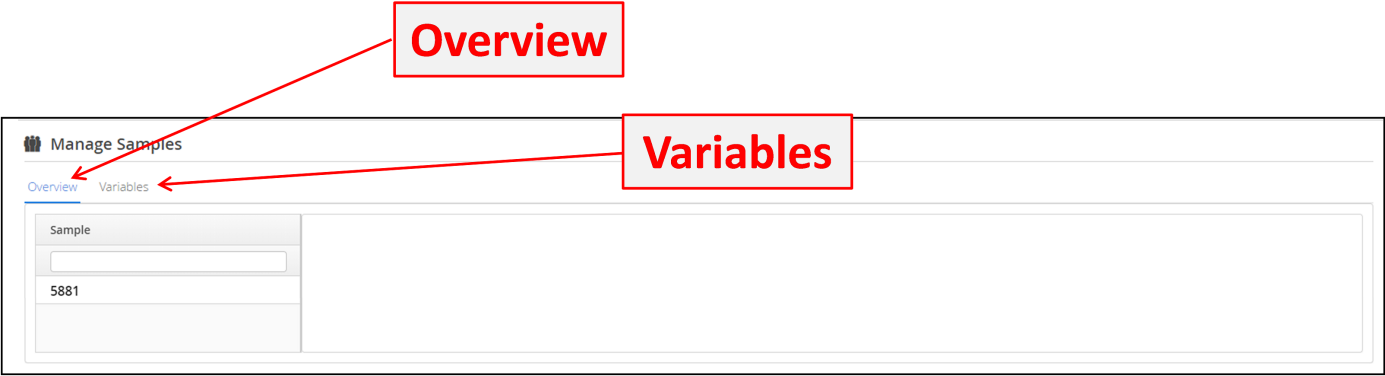 Overview
Variables
Manage Samples
Overview Variables
Sample
5881